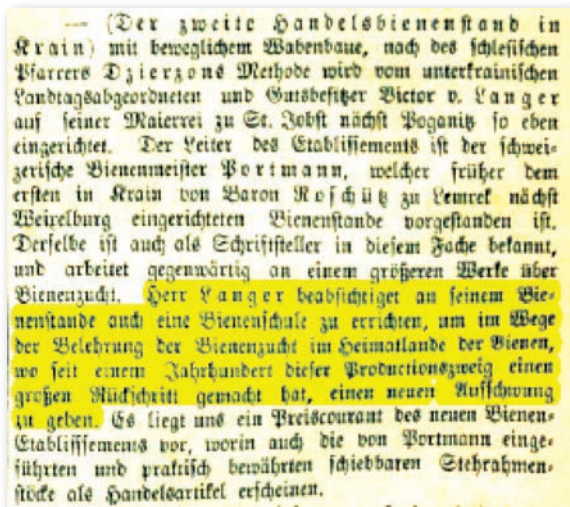 — (Der zweite Handelsbienenstand in
Krain) mit beweglichem Wabenbaue, nach des schlesischen
Pfarrers Dzierzons Methode wird vom unterkrainischen
Landtagsabgeordneten und Gutsbesitzer Victor v. Langer
auf seiner Maierrei zu St. Jobst nächst Poganitz so eben
eingerichtet. Der Leiter des Etablissements ist der schwei-
zerische Bienenmeister Portmann, welcher früher dem
ersten in Krain von Baron Roschütz zu Lemrek nächst
Weixelburg eingerichteten Bienenstande vorgestanden ist.
Derselbe ist auch als Schriftsteller in diesem Fache bekannt,
und arbeitet gegenwärtig an einem größeren Werke über
Bienenzucht. Herr Langer beabsichtiget an seinem Bie-
nenstande auch eine Bienenschule zu errichten, um im Wege
der Belehrung der Bienenzucht im Heimatlande der Bienen,
wo seit einem Jahrhundert dieser Productionszweig einen
großen Rückschritt gemacht hat, einen neuen Aufschwung
zu geben. Es liegt uns ein Preiscourant des neuen Bienen-
Etablissements vor, worin auch die von Portmann einge-
führten und praktisch bewährten schiebbaren Stehrahmen-
stöcke als Handelsartikel erscheinen.